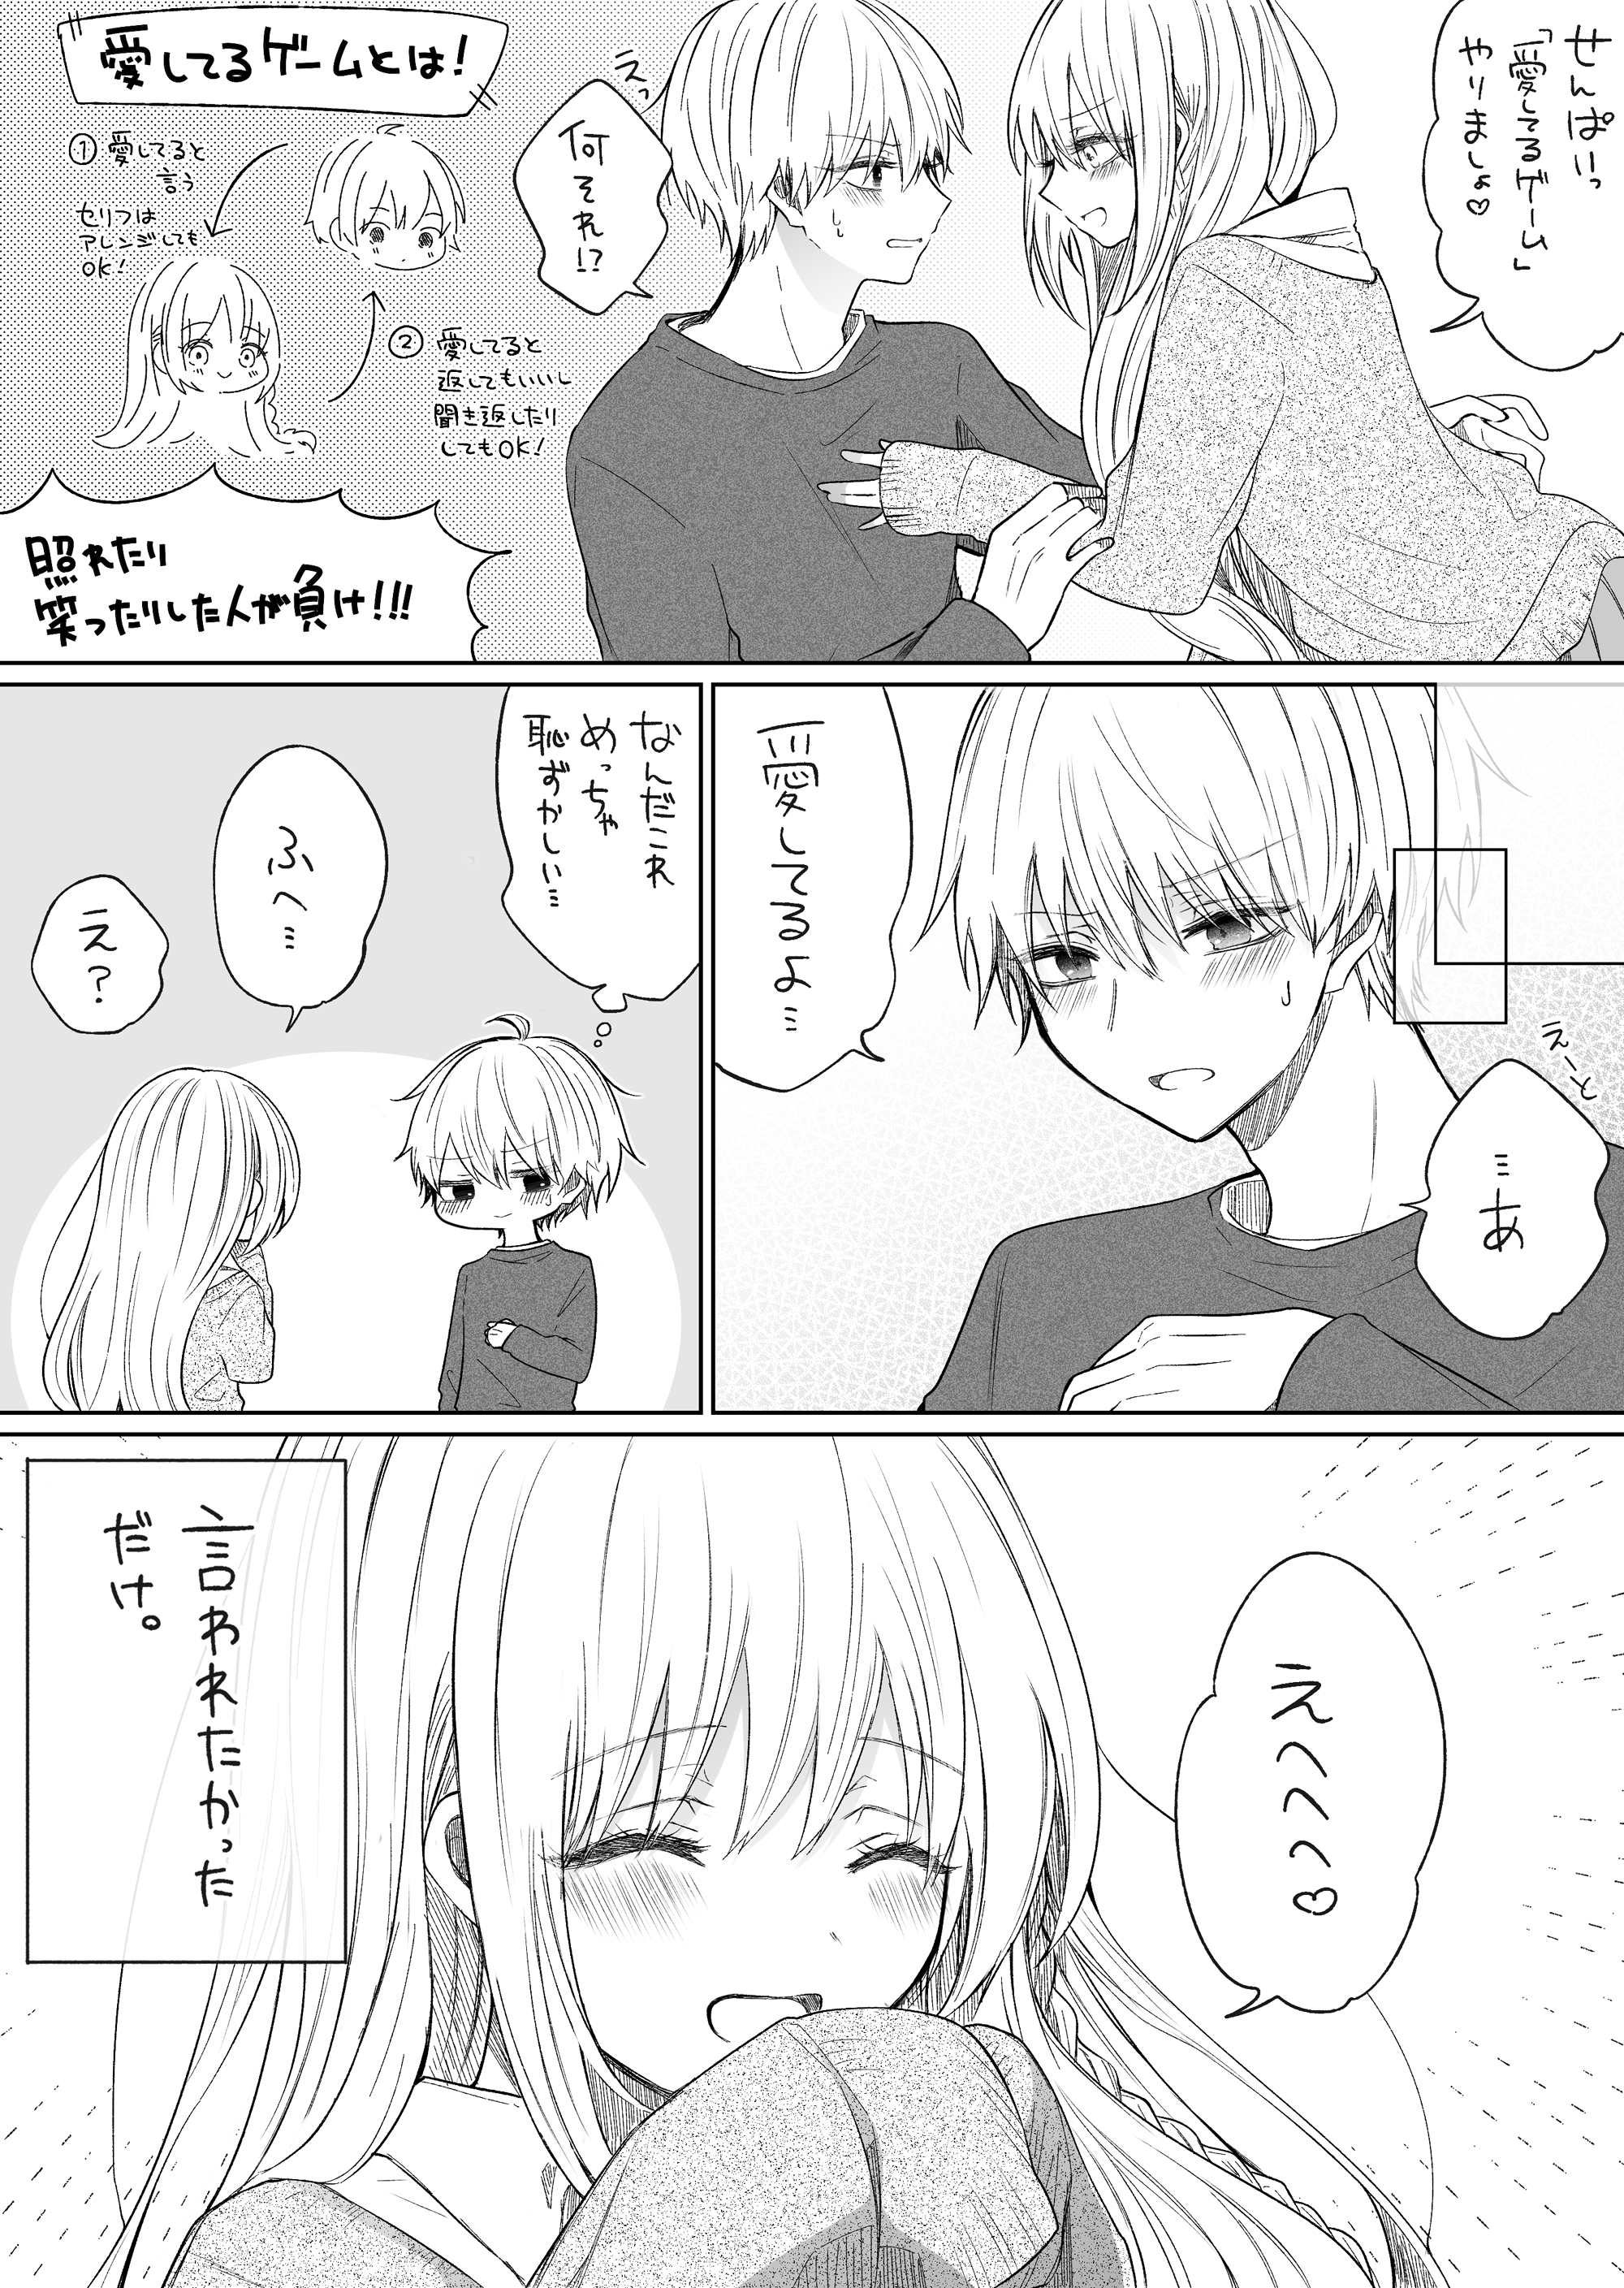 せんぱいっ
「愛してるゲーム」
やりましょ♡
えっ
何それ!?
愛してるゲームとは!
① 愛してると
言う
セリフは
アレンジしても
OK!
② 愛してると
返してもいいし
聞き返したり
してもOK!
照れたり
笑ったりした人が負け!!!
えーと
…あ
愛してるよ…
なんだこれ
めっちゃ
恥ずかしい…
ふへ…
え?
えへへへ♡
言われたかった
だけ。